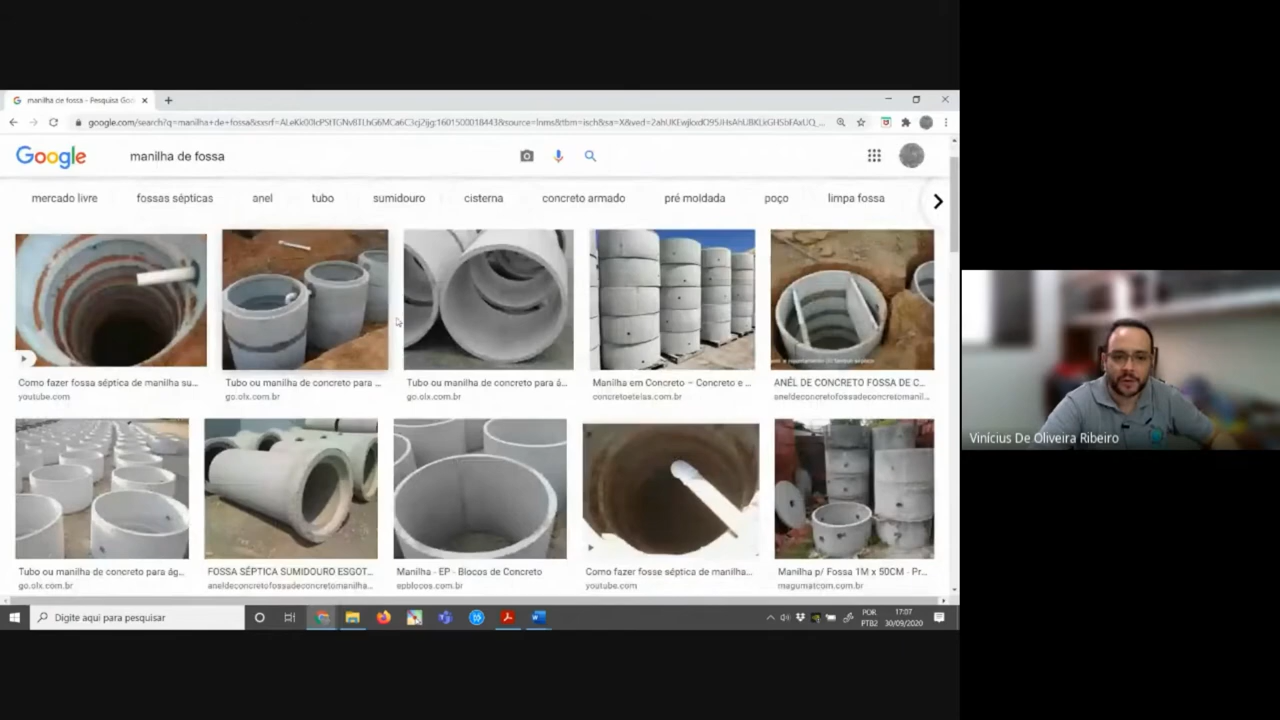 manilha de fossa - Pesquisa Goo
Google
manilha de fossa
mercado livre
fossas sépticas
anel
tubo
sumidouro
cisterna
concreto armado
pré moldada
poço
limpa fossa
Como fazer fossa séptica de manilha su...
youtube.com
Tubo ou manilha de concreto para ...
go.olx.com.br
Tubo ou manilha de concreto para á...
go.olx.com.br
Manilha em Concreto – Concreto e ...
concretoetelas.com.br
ANÉL DE CONCRETO FOSSA DE C...
aneldeconcretofossadeconcretomanil...
Tubo ou manilha de concreto para ág...
go.olx.com.br
FOSSA SÉPTICA SUMIDOURO ESGOT...
aneldeconcretofossadeconcretomanilha...
Manilha - EP - Blocos de Concreto
epblocos.com.br
Como fazer fosse séptica de manilha...
youtube.com
Manilha p/ Fossa 1M x 50CM - Pr...
magumatcom.com.br
Digite aqui para pesquisar
POR
PTB2
17:07
30/09/2020
Vinícius De Oliveira Ribeiro